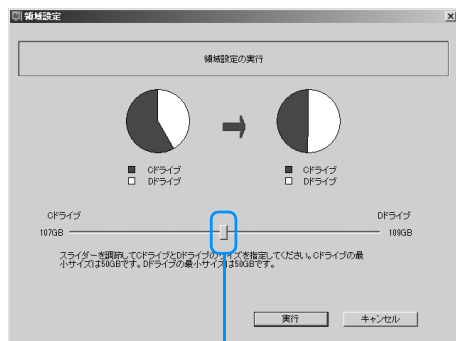 領域設定
領域設定の実行
Cドライブ
Dドライブ
Cドライブ
Dドライブ
Cドライブ
Dドライブ
107GB
109GB
スライダーを調節してCドライブとDドライブのサイズを指定してください。Cドライブの最
小サイズは50GBです。Dドライブの最小サイズは50GBです。
実行
キャンセル